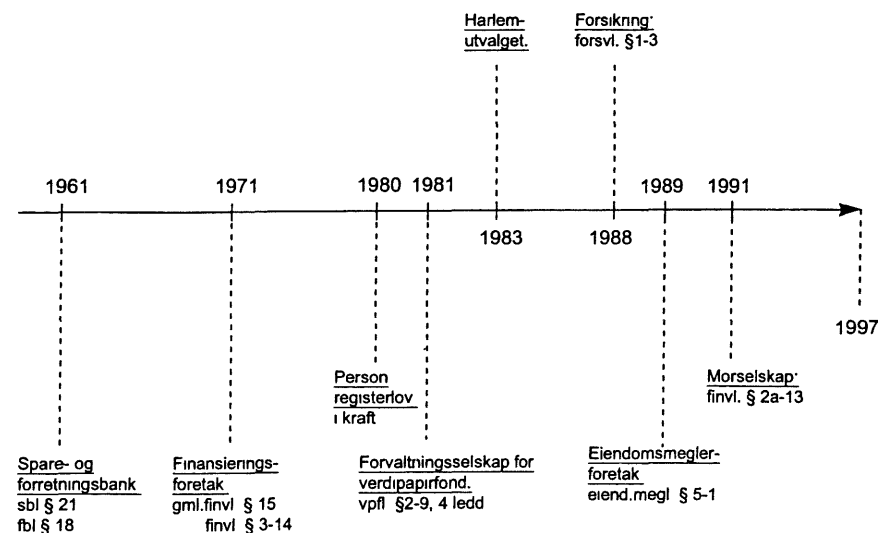 Harlem-
utvalget.
Forsikring·
forsvl. §1-3
1961
1971
1980
1981
1989
1991
1983
1988
1997
Person
registerlov
i kraft
Morselskap·
finvl. § 2a-13
Spare- og
forretningsbank
sbl § 21
fbl § 18
Finansierings-
foretak
gml.finvl § 15
finvl § 3-14
Forvaltningsselskap for
verdipapirfond.
vpfl §2-9, 4 ledd
Eiendomsmegler-
foretak
eiend.megl § 5-1